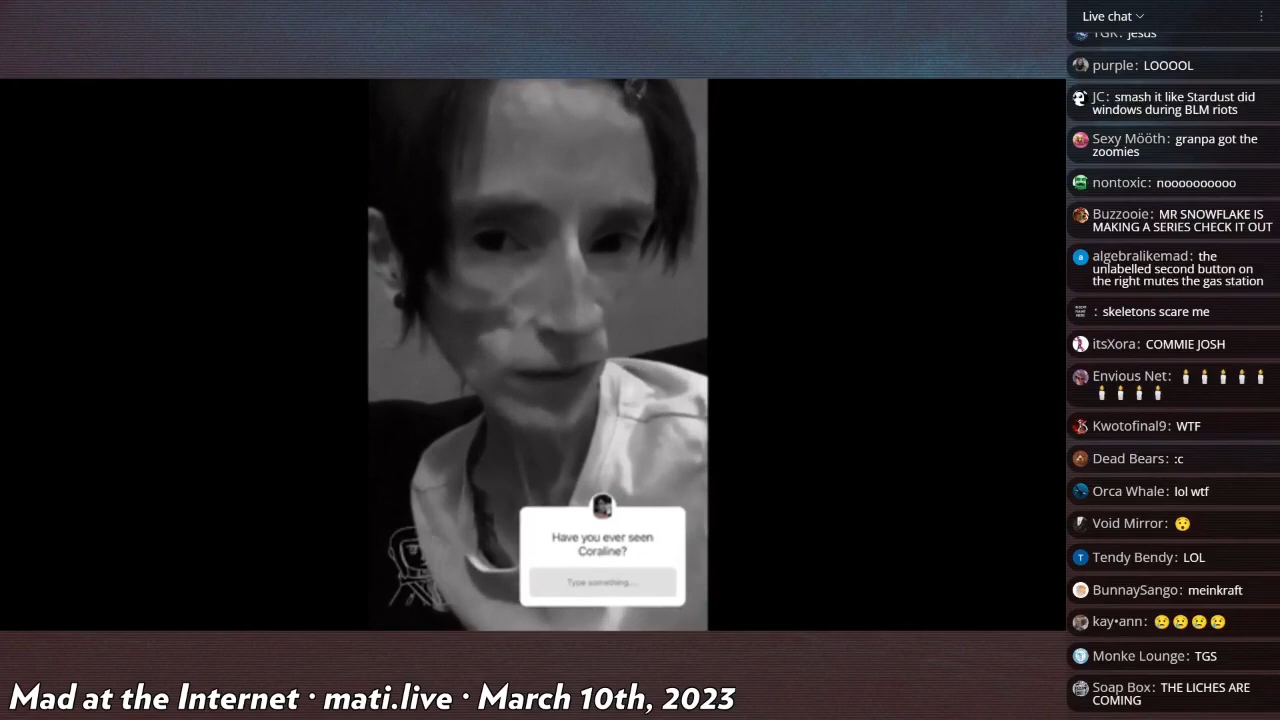 Live chat
TGR: jesus
purple: LOOOOL
JC: smash it like Stardust did
windows during BLM riots
Sexy Mööth: granpa got the
zoomies
nontoxic: noooooooooo
Buzzooie: MR SNOWFLAKE IS
MAKING A SERIES CHECK IT OUT
algebralikemad: the
unlabelled second button on
the right mutes the gas station
: skeletons scare me
itsXora: COMMIE JOSH
Envious Net: 🕯🕯🕯🕯🕯
🕯🕯🕯🕯
Kwotofinal9: WTF
Dead Bears: :c
Orca Whale: lol wtf
Void Mirror: 😯
Tendy Bendy: LOL
BunnaySango: meinkraft
kay•ann: 😢😢😢😢
Monke Lounge: TGS
Soap Box: THE LICHES ARE
COMING
Have you ever seen
Coraline?
Type something...
Mad at the Internet · mati.live · March 10th, 2023